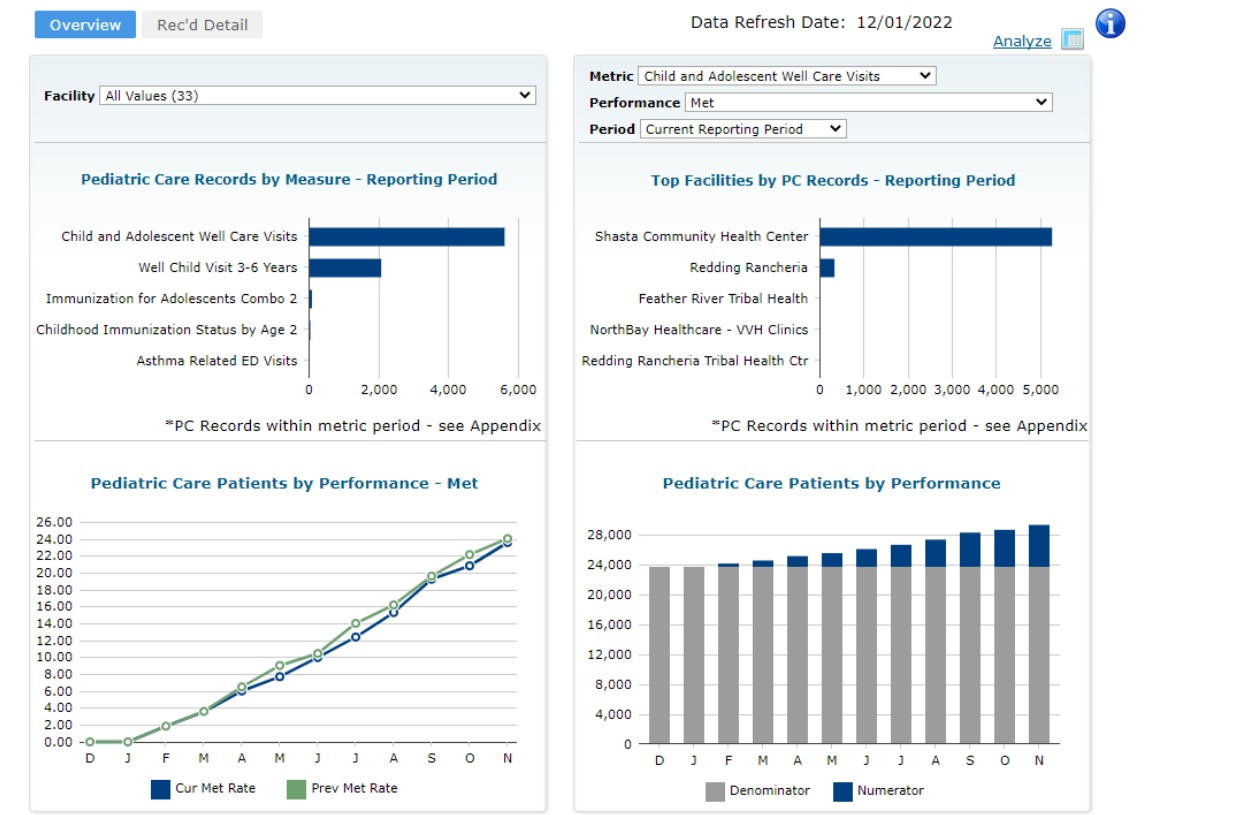 Overview Rec'd Detail
Data Refresh Date: 12/01/2022
Analyze
i
Facility All Values (33)
Metric Child and Adolescent Well Care Visits
Performance Met
Period Current Reporting Period
Pediatric Care Records by Measure - Reporting Period
Child and Adolescent Well Care Visits
Well Child Visit 3-6 Years
Immunization for Adolescents Combo 2
Childhood Immunization Status by Age 2
Asthma Related ED Visits
0 2,000 4,000 6,000
*PC Records within metric period - see Appendix
Top Facilities by PC Records - Reporting Period
Shasta Community Health Center
Redding Rancheria
Feather River Tribal Health
NorthBay Healthcare - VVH Clinics
Redding Rancheria Tribal Health Ctr
0 1,000 2,000 3,000 4,000 5,000
*PC Records within metric period - see Appendix
Pediatric Care Patients by Performance - Met
26.00
24.00
22.00
20.00
18.00
16.00
14.00
12.00
10.00
8.00
6.00
4.00
2.00
0.00
D J F M A M J J A S O N
Cur Met Rate Prev Met Rate
Pediatric Care Patients by Performance
28,000
24,000
20,000
16,000
12,000
8,000
4,000
0
D J F M A M J J A S O N
Denominator Numerator